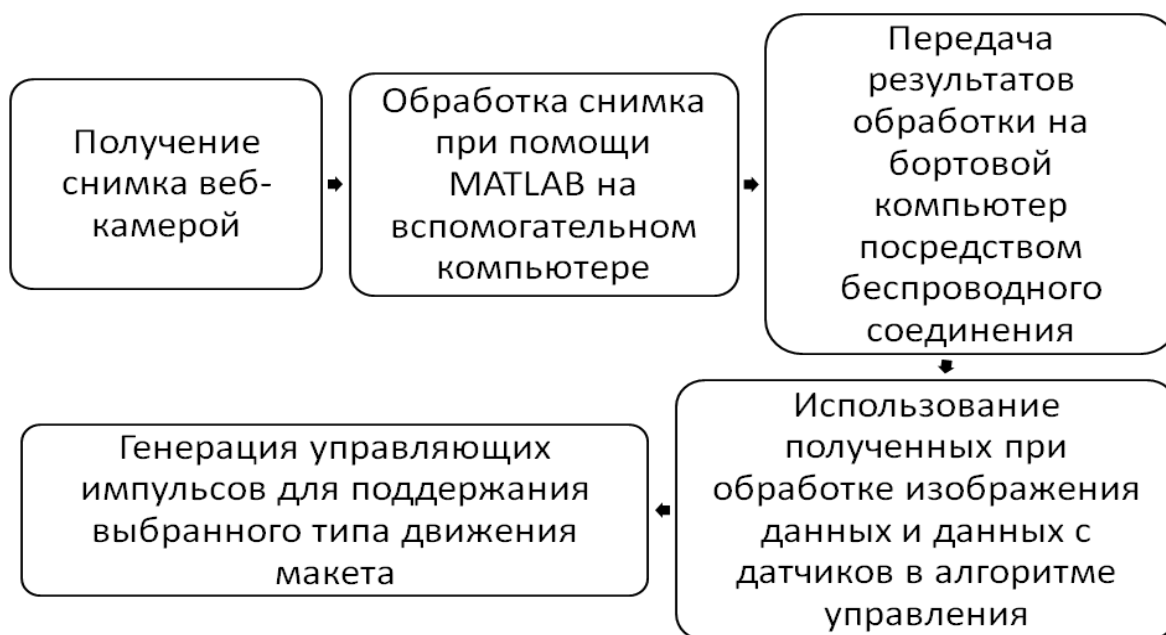 Получение
снимка веб-
камерой
Обработка снимка
при помощи
MATLAB на
вспомогательном
компьютере
Передача
результатов
обработки на
бортовой
компьютер
посредством
беспроводного
соединения
Использование
полученных при
обработке изображения
данных и данных с
датчиков в алгоритме
управления
Генерация управляющих
импульсов для поддержания
выбранного типа движения
макета